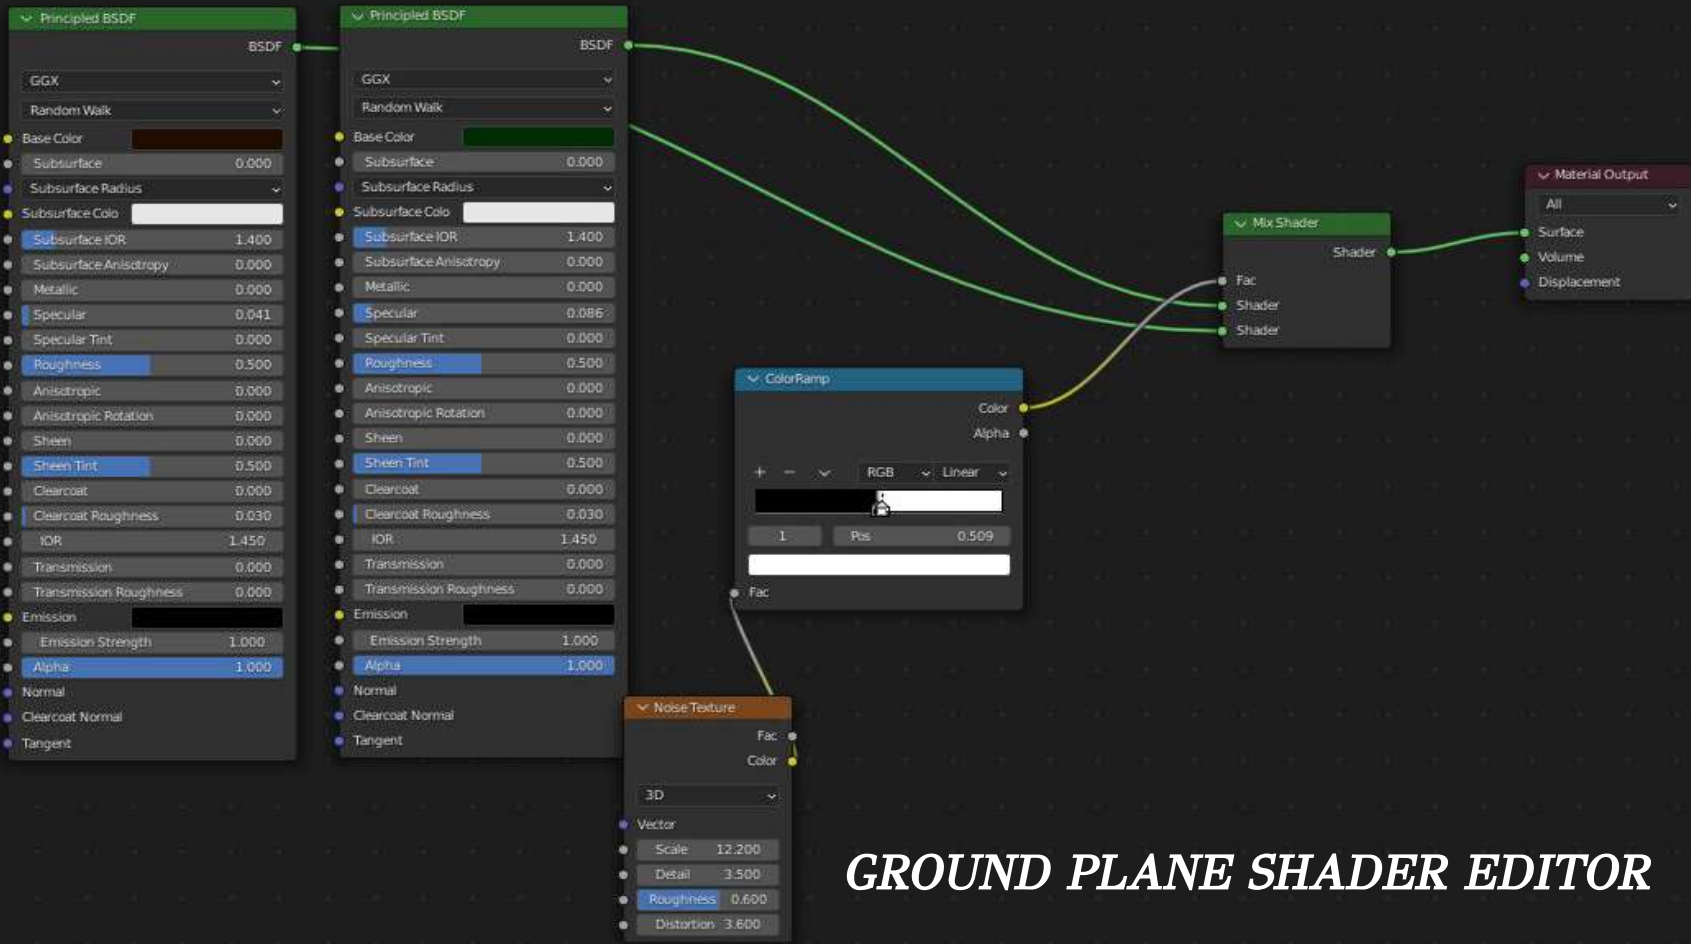 Principled BSDF
BSDF
GGX
Random Walk
Base Color
Subsurface 0.000
Subsurface Radius
Subsurface Colo
Subsurface IOR 1.400
Subsurface Anisotropy 0.000
Metallic 0.000
Specular 0.041
Specular Tint 0.000
Roughness 0.500
Anisotropic 0.000
Anisotropic Rotation 0.000
Sheen 0.000
Sheen Tint 0.500
Clearcoat 0.000
Clearcoat Roughness 0.030
IOR 1.450
Transmission 0.000
Transmission Roughness 0.000
Emission
Emission Strength 1.000
Alpha 1.000
Normal
Clearcoat Normal
Tangent
Principled BSDF
BSDF
GGX
Random Walk
Base Color
Subsurface 0.000
Subsurface Radius
Subsurface Colo
Subsurface IOR 1.400
Subsurface Anisotropy 0.000
Metallic 0.000
Specular 0.086
Specular Tint 0.000
Roughness 0.500
Anisotropic 0.000
Anisotropic Rotation 0.000
Sheen 0.000
Sheen Tint 0.500
Clearcoat 0.000
Clearcoat Roughness 0.030
IOR 1.450
Transmission 0.000
Transmission Roughness 0.000
Emission
Emission Strength 1.000
Alpha 1.000
Normal
Clearcoat Normal
Tangent
Noise Texture
Fac
Color
3D
Vector
Scale 12.200
Detail 3.500
Roughness 0.600
Distortion 3.600
ColorRamp
Color
Alpha
+ − RGB Linear
1 Pos 0.509
Fac
Mix Shader
Shader
Fac
Shader
Shader
Material Output
All
Surface
Volume
Displacement
GROUND PLANE SHADER EDITOR